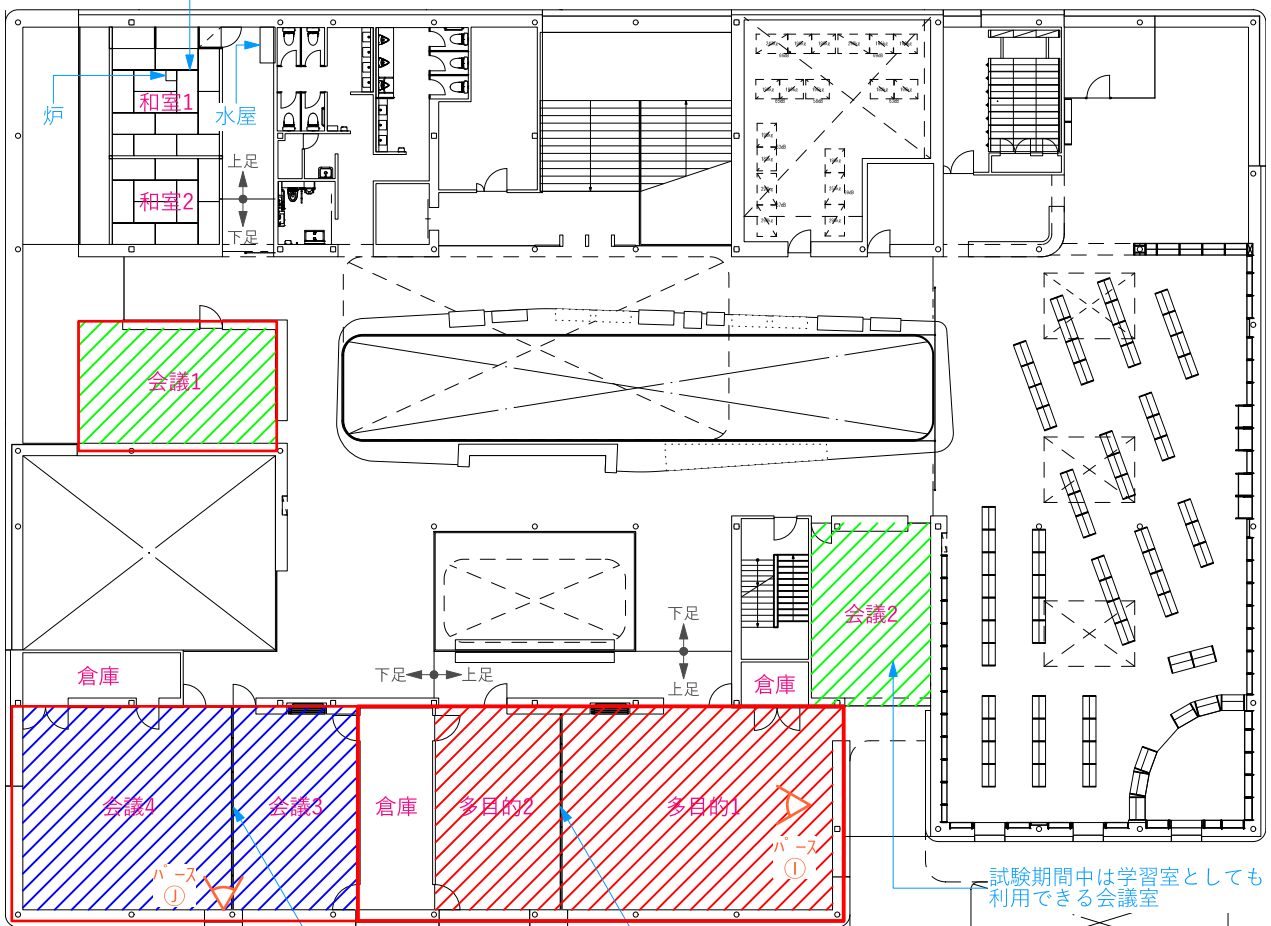 炉
和室1
水屋
上足
和室2
下足
会議1
会議2
下足
下足
上足
上足
倉庫
倉庫
会議4
会議3
倉庫
多目的2
多目的1
パース
Ⓙ
パース
Ⓘ
試験期間中は学習室としても
利用できる会議室